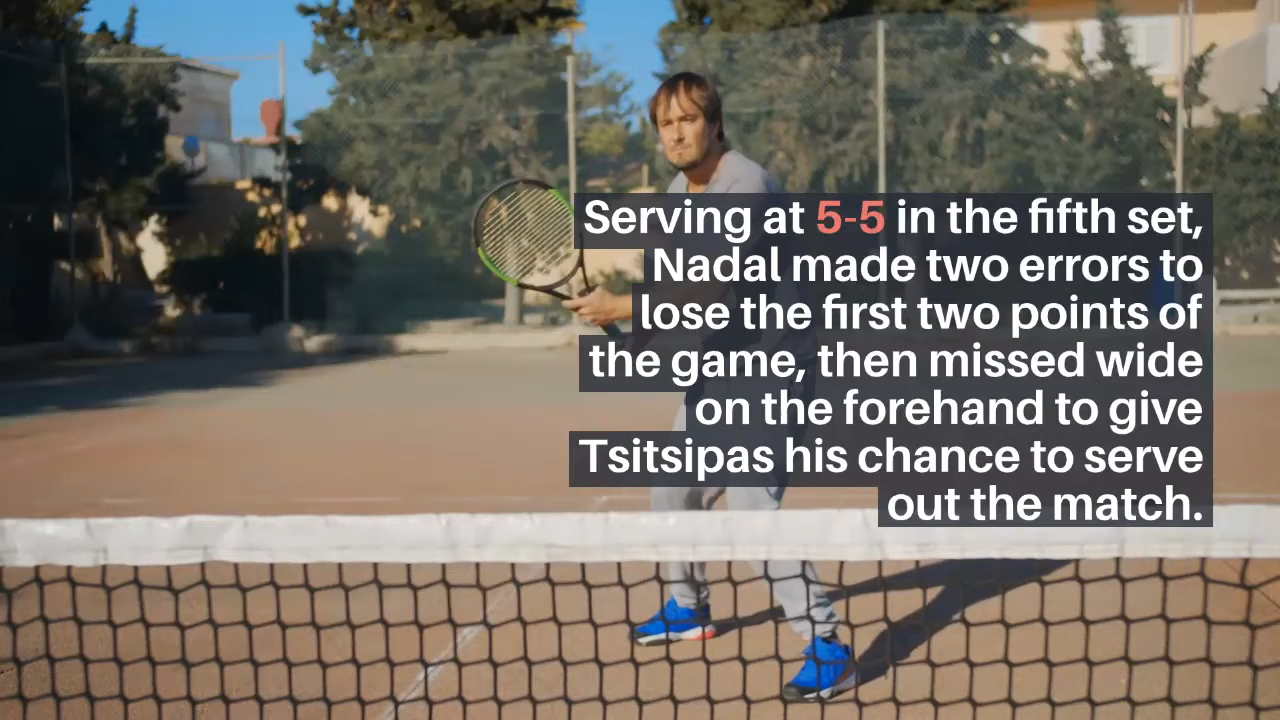 Serving at 5-5 in the fifth set,
Nadal made two errors to
lose the first two points of
the game, then missed wide
on the forehand to give
Tsitsipas his chance to serve
out the match.